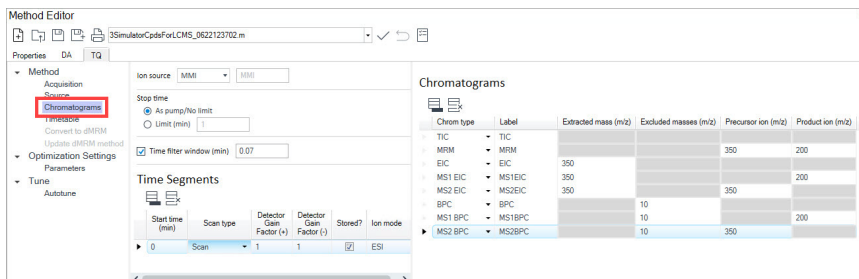 Method Editor
3SimulatorCpdsForLCMS_0622123702.m
Properties DA TQ
Method
Acquisition
Source
Chromatograms
Timetable
Convert to dMRM
Update dMRM method
Optimization Settings
Parameters
Tune
Autotune
Ion source MMI MMI
Stop time
As pump/No limit
Limit (min) 1
Time filter window (min) 0.07
Time Segments
Start time (min) Scan type Detector Gain Factor (+) Detector Gain Factor (-) Stored? Ion mode
0 Scan 1 1 ESI
Chromatograms
Chrom type Label Extracted mass (m/z) Excluded masses (m/z) Precursor ion (m/z) Product ion (m/z)
TIC TIC
MRM MRM 350 200
EIC EIC 350
MS1 EIC MS1EIC 350 200
MS2 EIC MS2EIC 350 350
BPC BPC 10
MS1 BPC MS1BPC 10 200
MS2 BPC MS2BPC 10 350